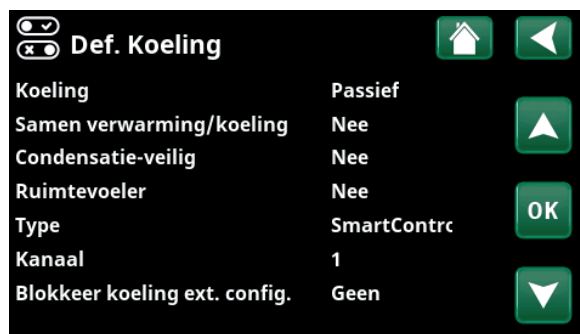 Def. Koeling
Koeling Passief
Samen verwarming/koeling Nee
Condensatie-veilig Nee
Ruimtevoeler Nee
Type SmartContrc
OK
Kanaal 1
Blokkeer koeling ext. config. Geen